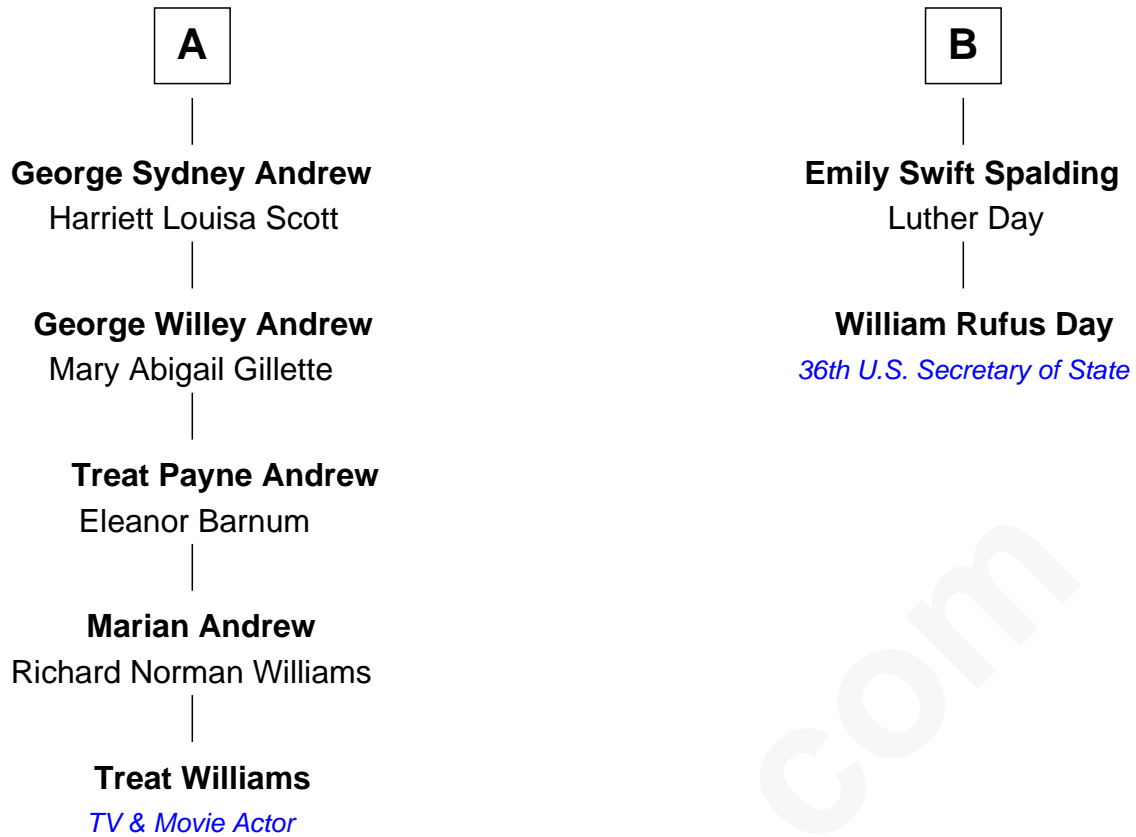 A
George Sydney Andrew
Harriett Louisa Scott
George Willey Andrew
Mary Abigail Gillette
Treat Payne Andrew
Eleanor Barnum
Marian Andrew
Richard Norman Williams
Treat Williams
TV & Movie Actor
B
Emily Swift Spalding
Luther Day
William Rufus Day
36th U.S. Secretary of State
com